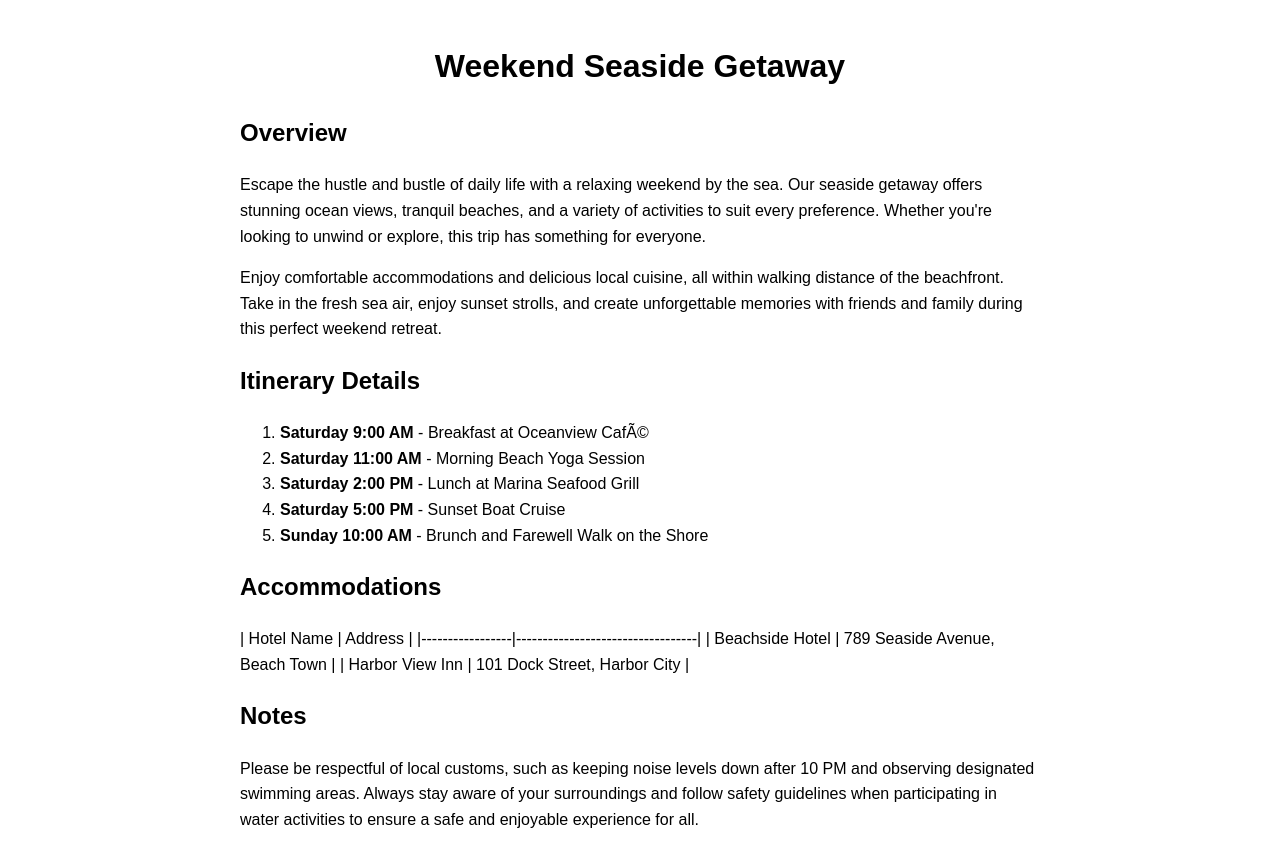 Weekend Seaside Getaway
Overview
Escape the hustle and bustle of daily life with a relaxing weekend by the sea. Our seaside getaway offers
stunning ocean views, tranquil beaches, and a variety of activities to suit every preference. Whether you're
looking to unwind or explore, this trip has something for everyone.
Enjoy comfortable accommodations and delicious local cuisine, all within walking distance of the beachfront.
Take in the fresh sea air, enjoy sunset strolls, and create unforgettable memories with friends and family during
this perfect weekend retreat.
Itinerary Details
1. Saturday 9:00 AM - Breakfast at Oceanview CafÃ©
2. Saturday 11:00 AM - Morning Beach Yoga Session
3. Saturday 2:00 PM - Lunch at Marina Seafood Grill
4. Saturday 5:00 PM - Sunset Boat Cruise
5. Sunday 10:00 AM - Brunch and Farewell Walk on the Shore
Accommodations
| Hotel Name | Address | |-----------------|----------------------------------| | Beachside Hotel | 789 Seaside Avenue,
Beach Town | | Harbor View Inn | 101 Dock Street, Harbor City |
Notes
Please be respectful of local customs, such as keeping noise levels down after 10 PM and observing designated
swimming areas. Always stay aware of your surroundings and follow safety guidelines when participating in
water activities to ensure a safe and enjoyable experience for all.